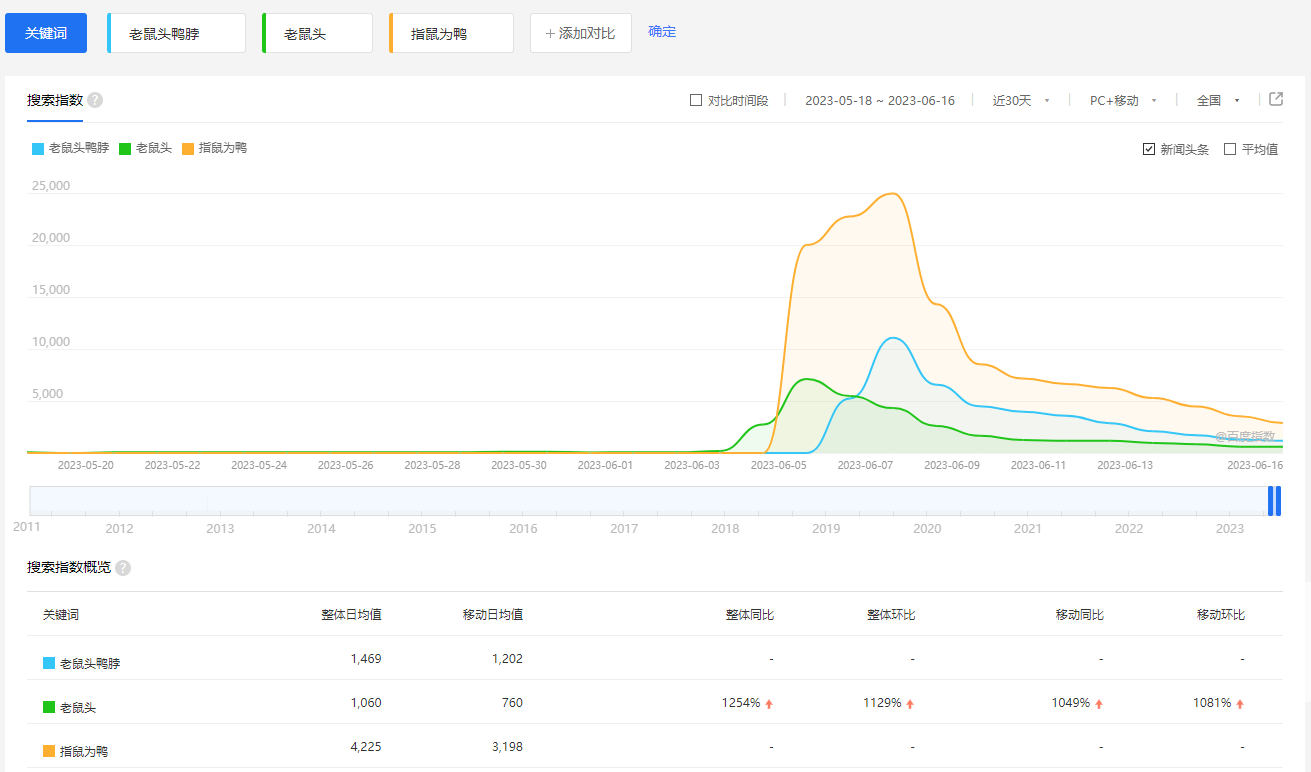 关键词 老鼠头鸭脖 老鼠头 指鼠为鸭 + 添加对比 确定
搜索指数 ? 对比时间段 2023-05-18 ~ 2023-06-16 近30天 PC+移动 全国
老鼠头鸭脖 老鼠头 指鼠为鸭 新闻头条 平均值
25,000
20,000
15,000
10,000
5,000
@百度指数
2023-05-20 2023-05-22 2023-05-24 2023-05-26 2023-05-28 2023-05-30 2023-06-01 2023-06-03 2023-06-05 2023-06-07 2023-06-09 2023-06-11 2023-06-13 2023-06-16
2011 2012 2013 2014 2015 2016 2017 2018 2019 2020 2021 2022 2023
搜索指数概览 ?
关键词 整体日均值 移动日均值 整体同比 整体环比 移动同比 移动环比
老鼠头鸭脖 1,469 1,202 - - - -
老鼠头 1,060 760 1254% 1129% 1049% 1081%
指鼠为鸭 4,225 3,198 - - - -